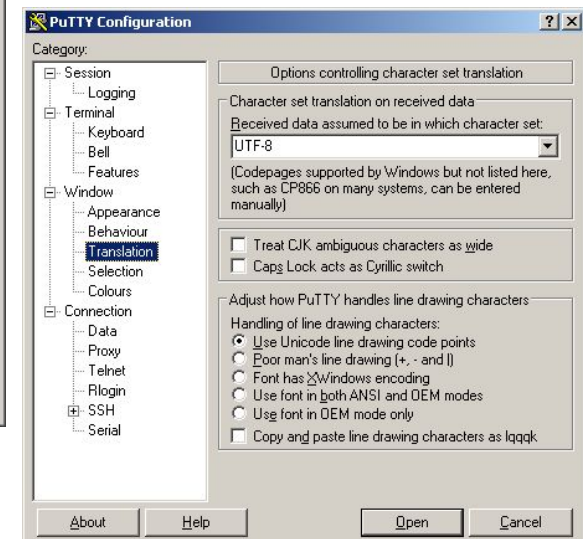 PuTTY Configuration
Category:
Session
Logging
Terminal
Keyboard
Bell
Features
Window
Appearance
Behaviour
Translation
Selection
Colours
Connection
Data
Proxy
Telnet
Rlogin
SSH
Serial
Options controlling character set translation
Character set translation on received data
Received data assumed to be in which character set:
UTF-8
(Codepages supported by Windows but not listed here,
such as CP866 on many systems, can be entered
manually)
Treat CJK ambiguous characters as wide
Caps Lock acts as Cyrillic switch
Adjust how PuTTY handles line drawing characters
Handling of line drawing characters:
Use Unicode line drawing code points
Poor man's line drawing (+, - and |)
Font has XWindows encoding
Use font in both ANSI and OEM modes
Use font in OEM mode only
Copy and paste line drawing characters as lqqqk
About
Help
Open
Cancel